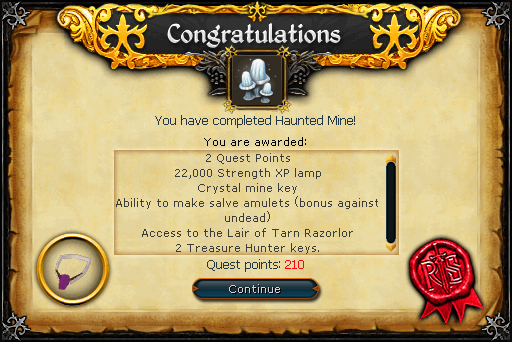 Congratulations
You have completed Haunted Mine!
You are awarded:
2 Quest Points
22,000 Strength XP lamp
Crystal mine key
Ability to make salve amulets (bonus against
undead)
Access to the Lair of Tarn Razorlor
2 Treasure Hunter keys.
Quest points: 210
Continue